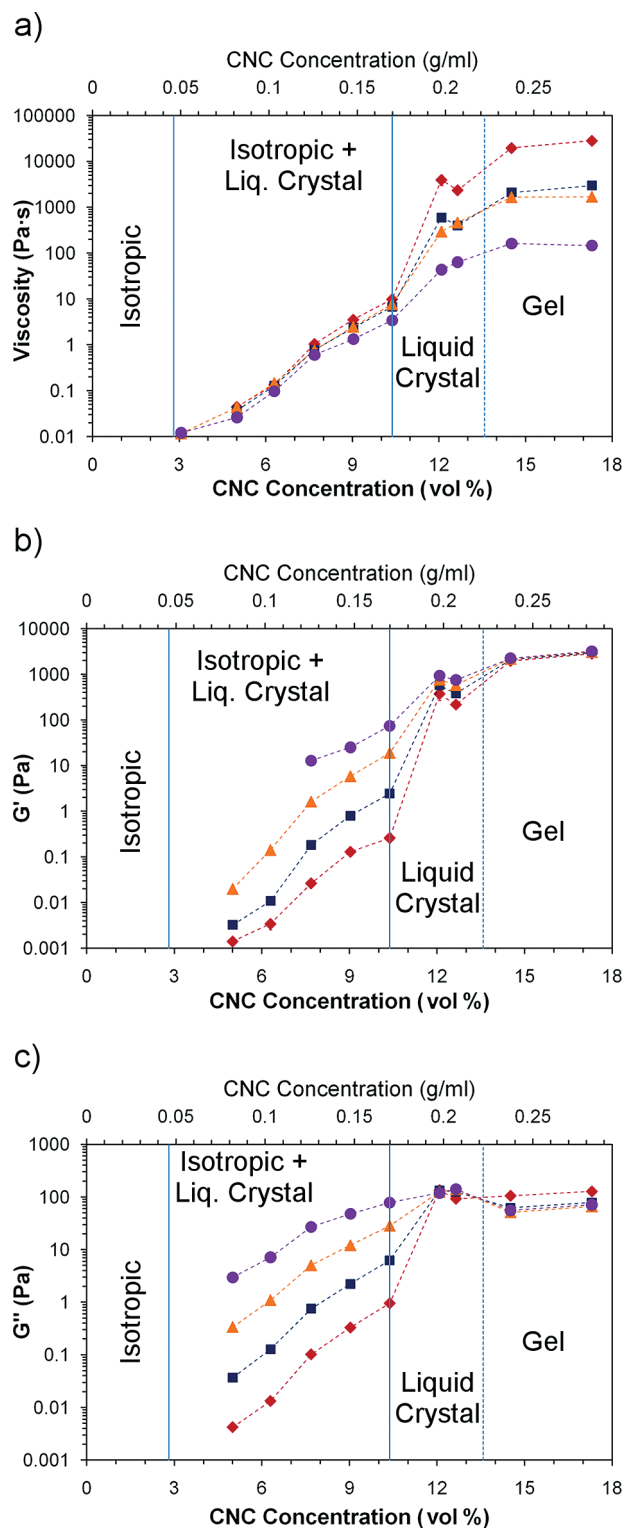 a)
CNC Concentration (g/ml)
0 0.05 0.1 0.15 0.2 0.25
100000
10000
1000
100
10
1
0.1
0.01
Viscosity (Pa·s)
Isotropic
Isotropic +
Liq. Crystal
Liquid
Crystal
Gel
0 3 6 9 12 15 18
CNC Concentration (vol %)
b)
CNC Concentration (g/ml)
0 0.05 0.1 0.15 0.2 0.25
10000
1000
100
10
1
0.1
0.01
0.001
G' (Pa)
Isotropic
Isotropic +
Liq. Crystal
Liquid
Crystal
Gel
0 3 6 9 12 15 18
CNC Concentration (vol %)
c)
CNC Concentration (g/ml)
0 0.05 0.1 0.15 0.2 0.25
1000
100
10
1
0.1
0.01
0.001
G'' (Pa)
Isotropic
Isotropic +
Liq. Crystal
Liquid
Crystal
Gel
0 3 6 9 12 15 18
CNC Concentration (vol %)